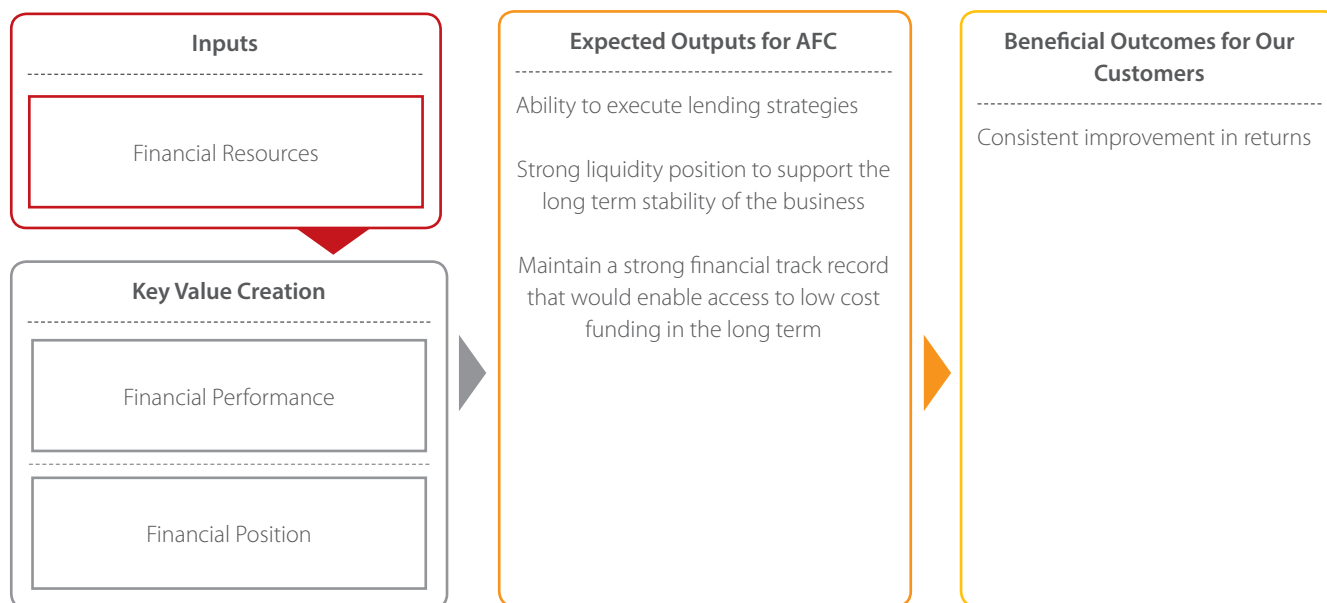 Inputs
Financial Resources
Key Value Creation
Financial Performance
Financial Position
Expected Outputs for AFC
Ability to execute lending strategies
Strong liquidity position to support the
long term stability of the business
Maintain a strong financial track record
that would enable access to low cost
funding in the long term
Beneficial Outcomes for Our
Customers
Consistent improvement in returns